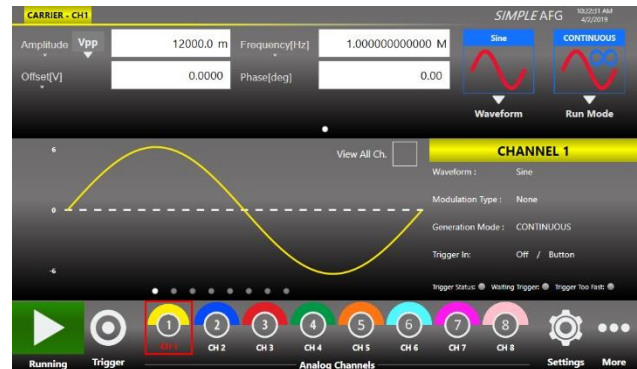 CARRIER - CH1
SIMPLE AFG
10:22:51 AM
4/2/2019
Amplitude Vpp 12000.0 m Frequency[Hz] 1.000000000000 M
Offset[V] 0.0000 Phase[deg] 0.00
Sine
CONTINUOUS
Waveform
Run Mode
6
View All Ch.
0
-6
CHANNEL 1
Waveform : Sine
Modulation Type : None
Generation Mode : CONTINUOUS
Trigger In: Off / Button
Trigger Status: Waiting Trigger: Trigger Too Fast:
1 2 3 4 5 6 7 8
CH 1 CH 2 CH 3 CH 4 CH 5 CH 6 CH 7 CH 8
Running Trigger Analog Channels Settings More